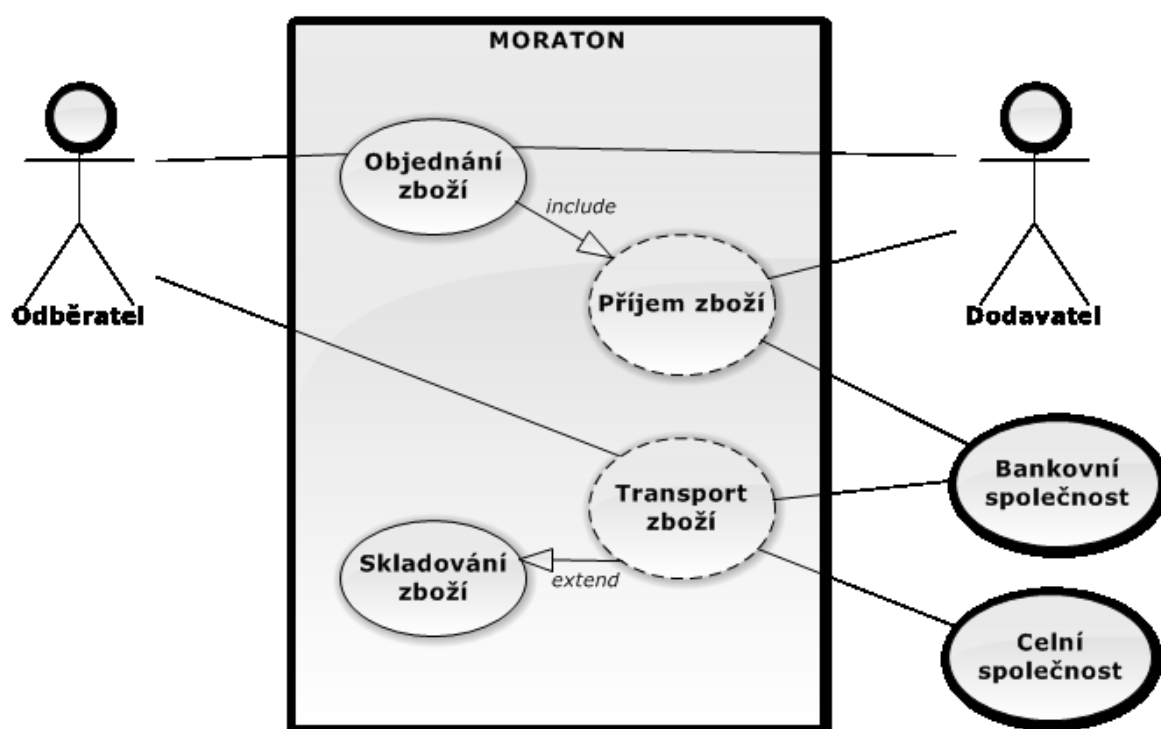 MORATON
Objednání
zboží
include
Odběratel
Příjem zboží
Dodavatel
Transport
zboží
Bankovní
společnost
Skladování
zboží
extend
Celní
společnost